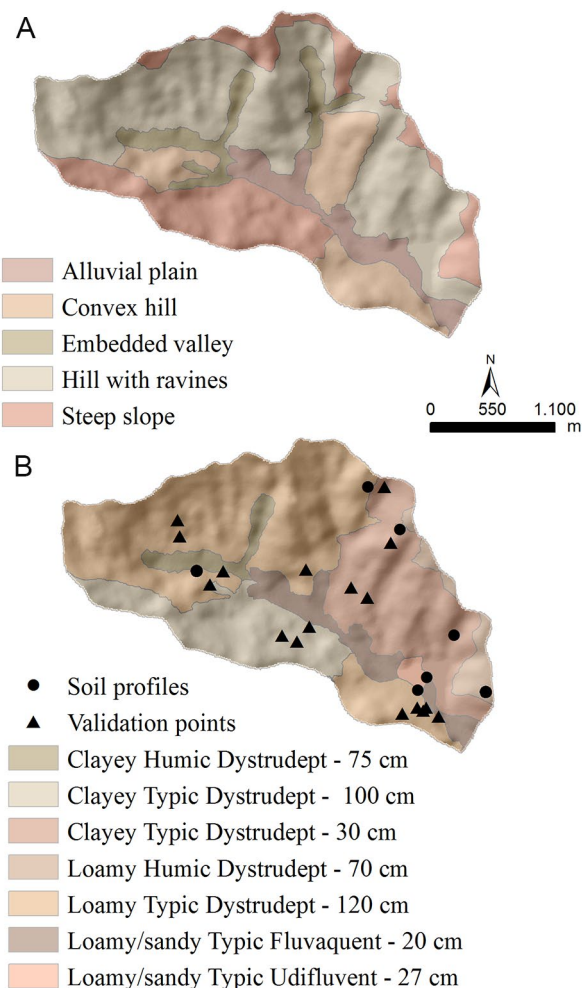 A
Alluvial plain
Convex hill
Embedded valley
Hill with ravines
Steep slope
N
0 550 1.100
m
B
Soil profiles
Validation points
Clayey Humic Dystrudept - 75 cm
Clayey Typic Dystrudept - 100 cm
Clayey Typic Dystrudept - 30 cm
Loamy Humic Dystrudept - 70 cm
Loamy Typic Dystrudept - 120 cm
Loamy/sandy Typic Fluvaquent - 20 cm
Loamy/sandy Typic Udifluvent - 27 cm